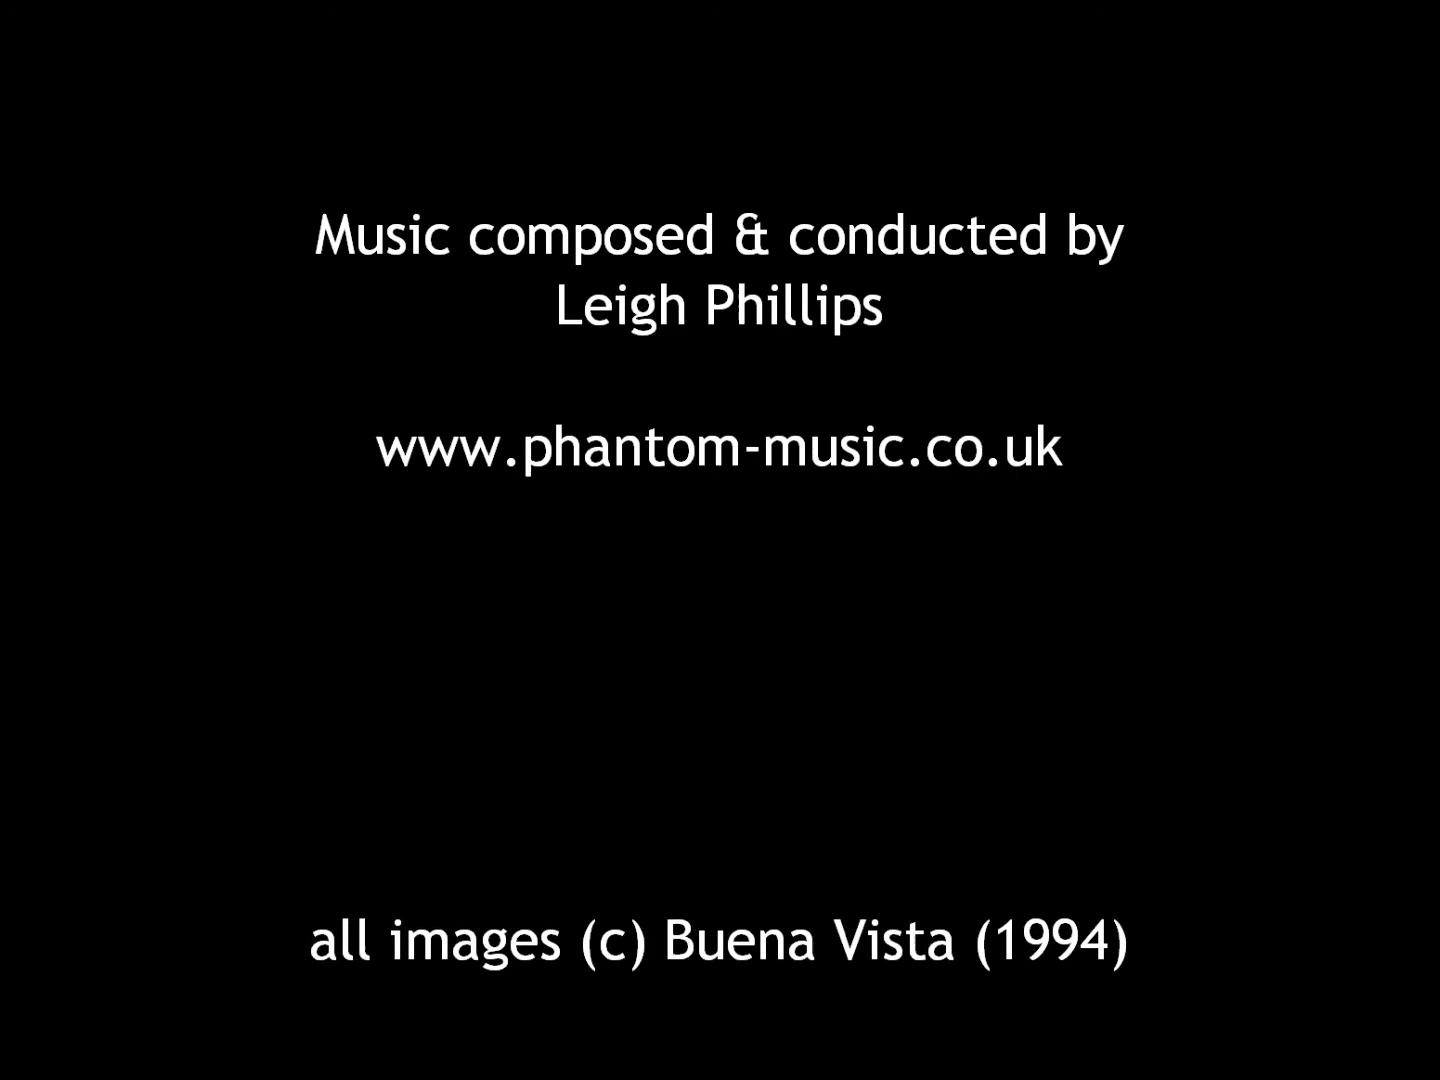 Music composed & conducted by
Leigh Phillips
www.phantom-music.co.uk
all images (c) Buena Vista (1994)